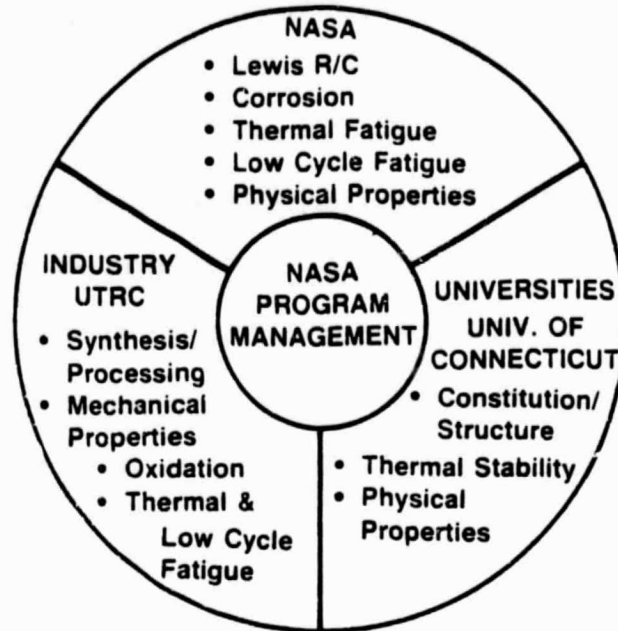 NASA
• Lewis R/C
• Corrosion
• Thermal Fatigue
• Low Cycle Fatigue
• Physical Properties
NASA
PROGRAM
MANAGEMENT
INDUSTRY
UTRC
• Synthesis/
Processing
• Mechanical
Properties
• Oxidation
• Thermal &
Low Cycle
Fatigue
UNIVERSITIES
UNIV. OF
CONNECTICUT
• Constitution/
Structure
• Thermal Stability
• Physical
Properties